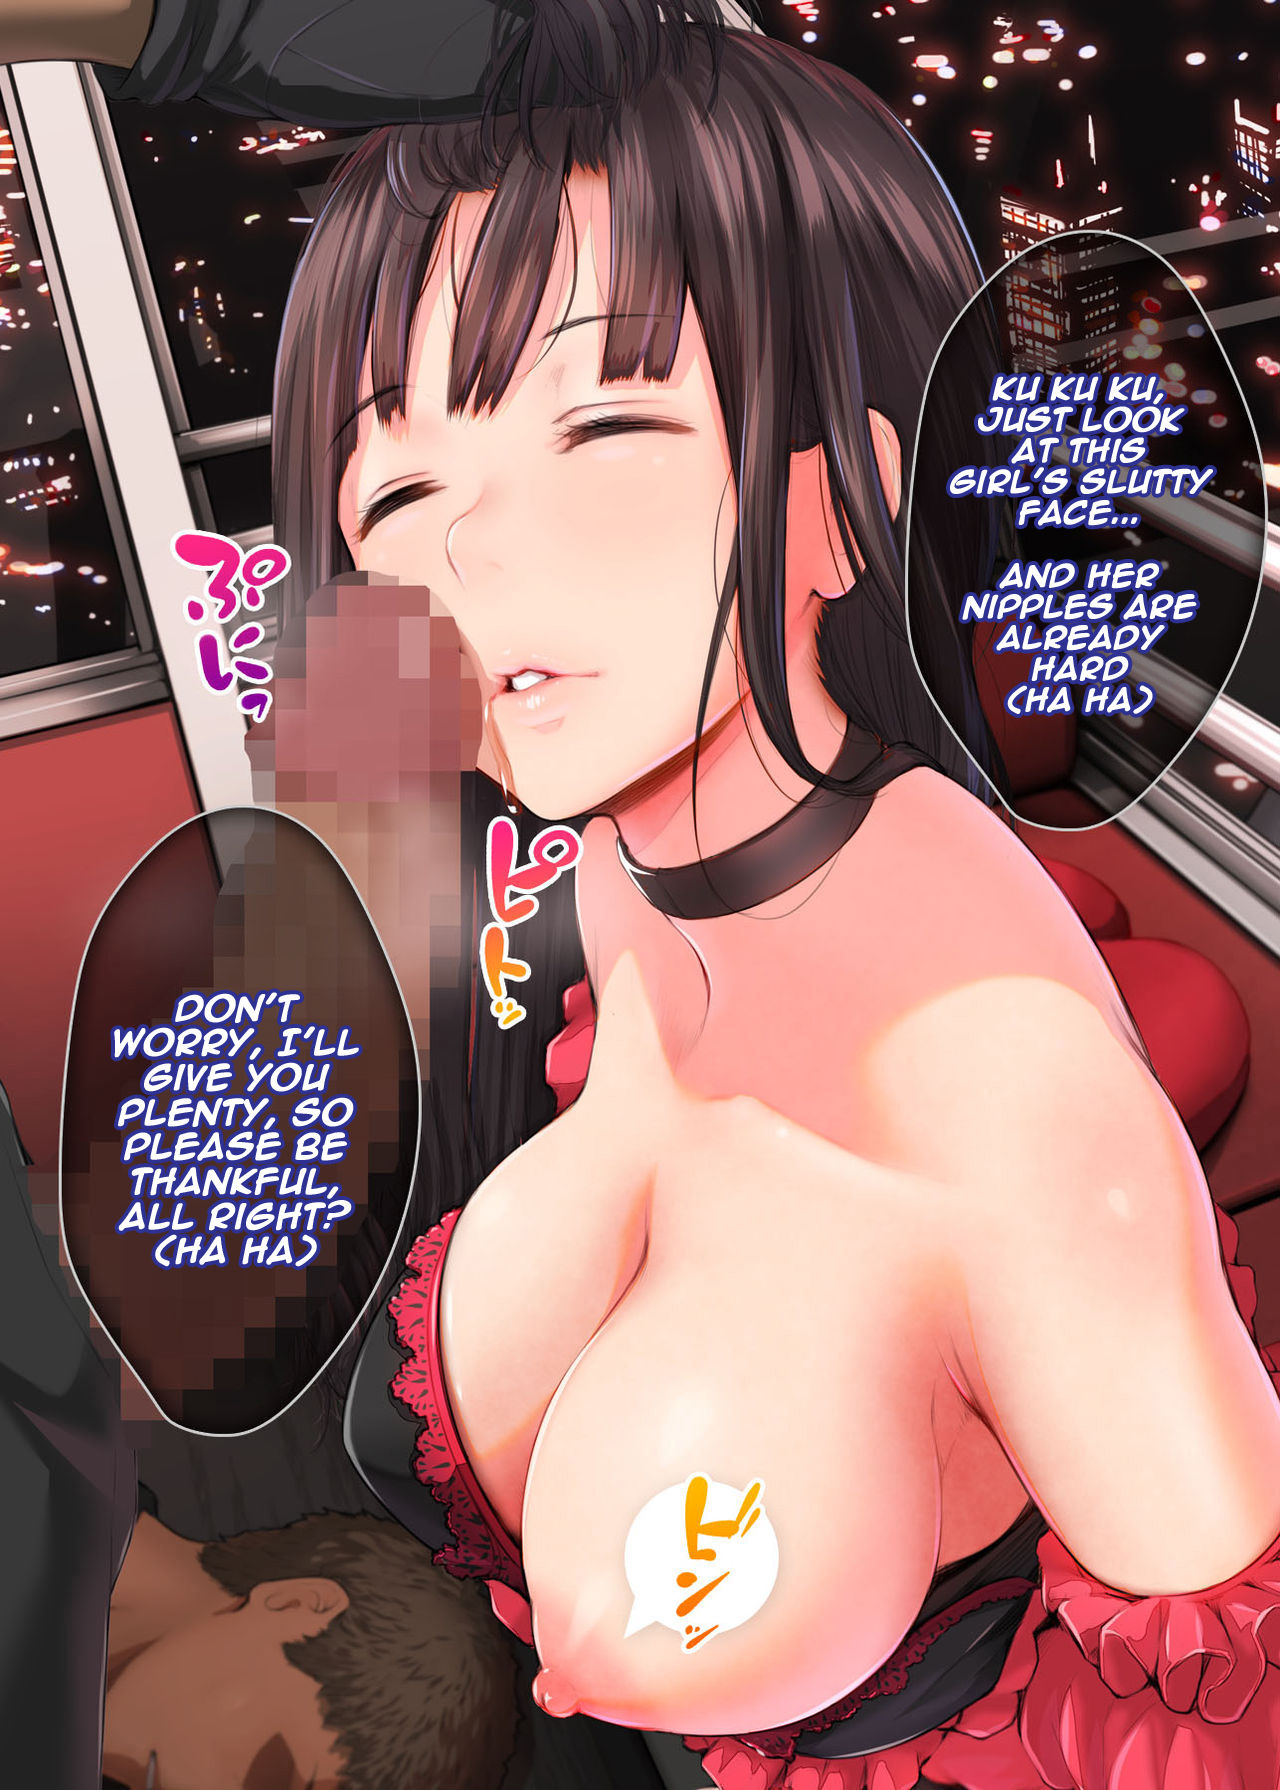 KU KU KU,
JUST LOOK
AT THIS
GIRL'S SLUTTY
FACE...
AND HER
NIPPLES ARE
ALREADY
HARD
(HA HA)
ぷにっ
ピトッ
DON'T
WORRY, I'LL
GIVE YOU
PLENTY, SO
PLEASE BE
THANKFUL,
ALL RIGHT?
(HA HA)